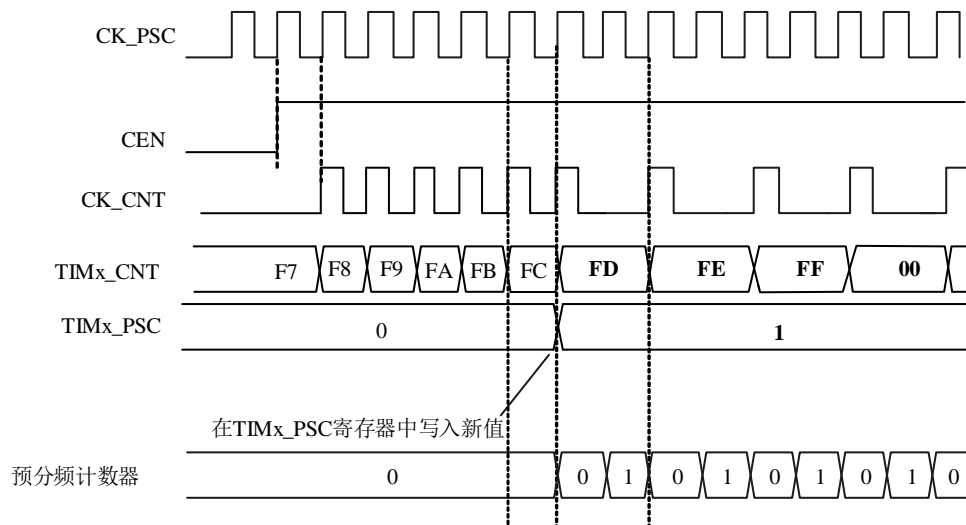 CK_PSC
CEN
CK_CNT
TIMx_CNT F7 F8 F9 FA FB FC FD FE FF 00
TIMx_PSC 0 1
在TIMx_PSC寄存器中写入新值
预分频计数器 0 0 1 0 1 0 1 0 1 0